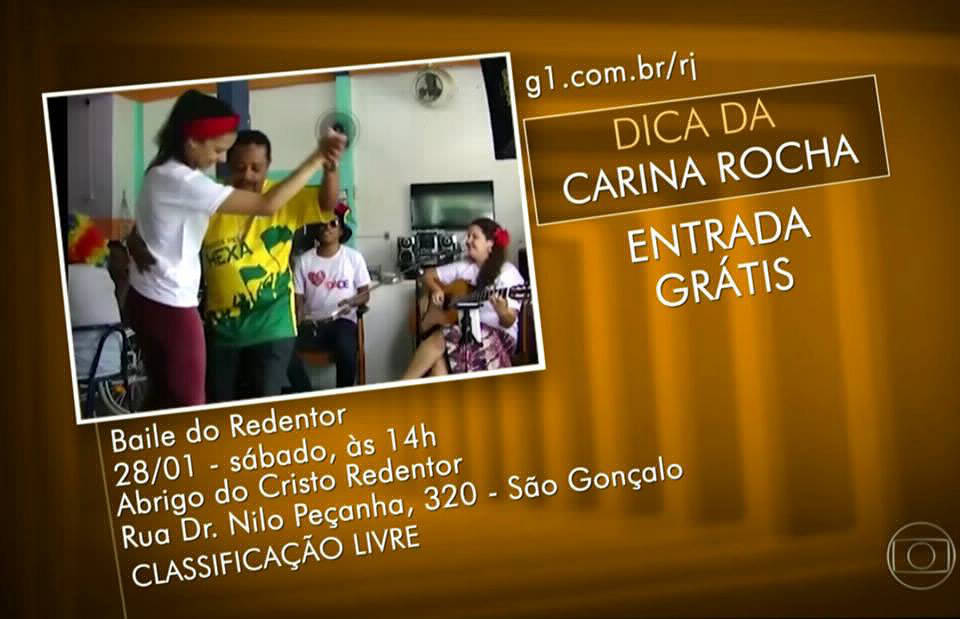 g1.com.br/rj
DICA DA
CARINA ROCHA
ENTRADA
GRÁTIS
HEXA
Baile do Redentor
28/01 - sábado, às 14h
Abrigo do Cristo Redentor
Rua Dr. Nilo Peçanha, 320 - São Gonçalo
CLASSIFICAÇÃO LIVRE